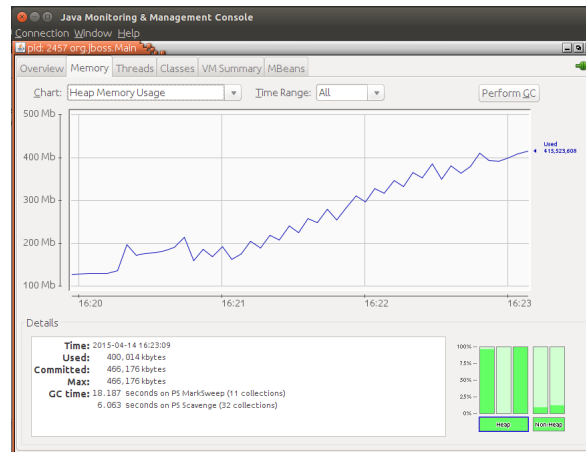 Java Monitoring & Management Console
Connection Window Help
pid: 2457 org.jboss.Main
Overview Memory Threads Classes VM Summary MBeans
Chart: Heap Memory Usage Time Range: All Perform GC
500 Mb
400 Mb
300 Mb
200 Mb
100 Mb
Used
415,523,608
16:20 16:21 16:22 16:23
Details
Time: 2015-04-14 16:23:09
Used: 400,014 kbytes
Committed: 466,176 kbytes
Max: 466,176 kbytes
GC time: 18.187 seconds on PS MarkSweep (11 collections)
6.063 seconds on PS Scavenge (32 collections)
100%
75%
50%
25%
0%
Heap Non-Heap